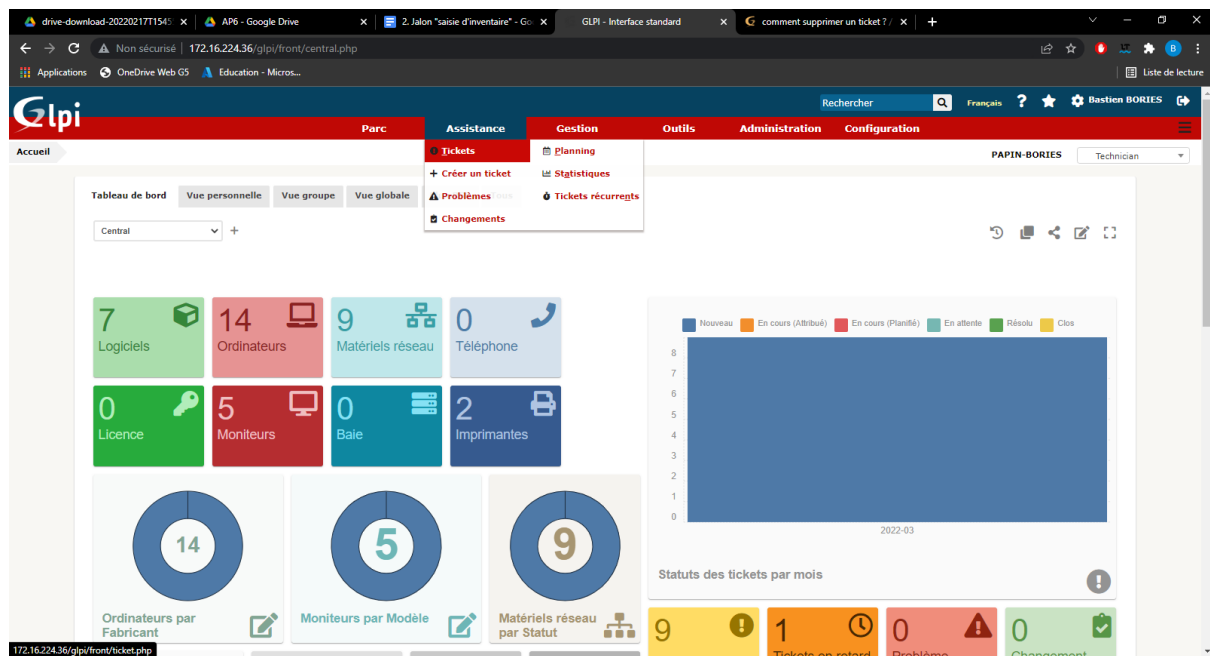 drive-download-20220217T1545 AP6 - Google Drive 2. Jalon "saisie d'inventaire" - Go GLPI - Interface standard comment supprimer un ticket ? /
Non sécurisé 172.16.224.36/glpi/front/central.php B
Applications OneDrive Web G5 Education - Micros... Liste de lecture
Glpi
Rechercher Français ? Bastien BORIES
Parc Assistance Gestion Outils Administration Configuration
Accueil PAPIN-BORIES Technician
Tickets Planning
+ Créer un ticket Statistiques
Problèmes Tickets récurrents
Changements
Tableau de bord Vue personnelle Vue groupe Vue globale
Central +
7 14 9 0
Logiciels Ordinateurs Matériels réseau Téléphone
0 5 0 2
Licence Moniteurs Baie Imprimantes
Nouveau En cours (Attribué) En cours (Planifié) En attente Résolu Clos
8
7
6
5
4
3
2
1
0
2022-03
Statuts des tickets par mois
14 5 9
Ordinateurs par Fabricant
Moniteurs par Modèle
Matériels réseau par Statut
9 1 0 0
Tickets en retard Problème Changement
172.16.224.36/glpi/front/ticket.php